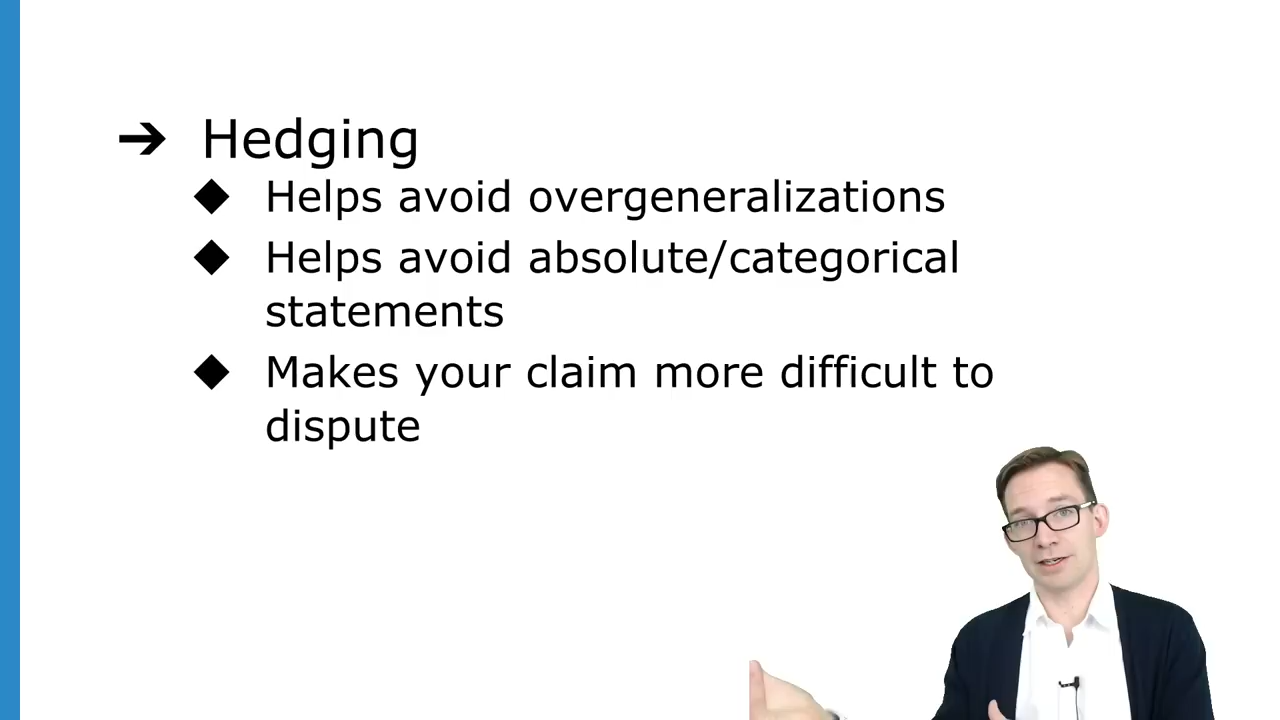 ➔ Hedging
◆ Helps avoid overgeneralizations
◆ Helps avoid absolute/categorical
statements
◆ Makes your claim more difficult to
dispute